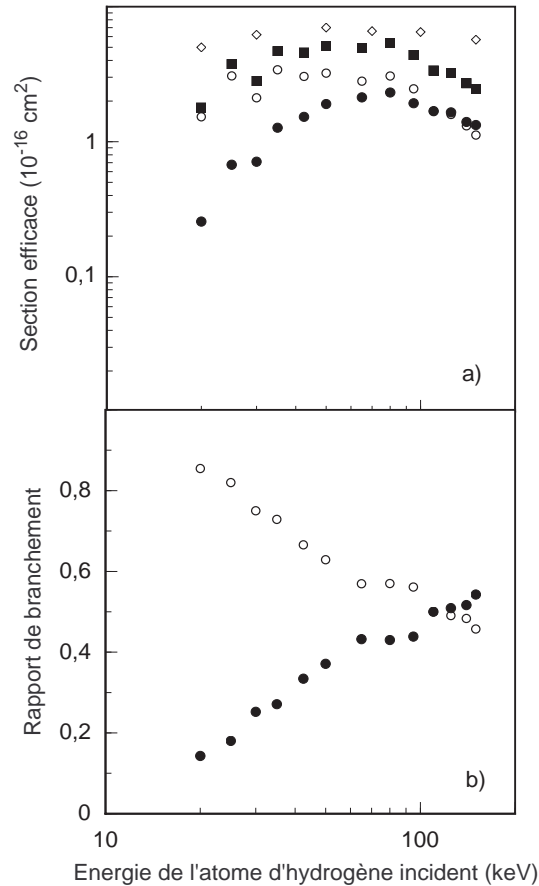 Section efficace (10⁻¹⁶ cm²)
1
0,1
a)
Rapport de branchement
0,8
0,6
0,4
0,2
0
b)
10
100
Energie de l'atome d'hydrogène incident (keV)